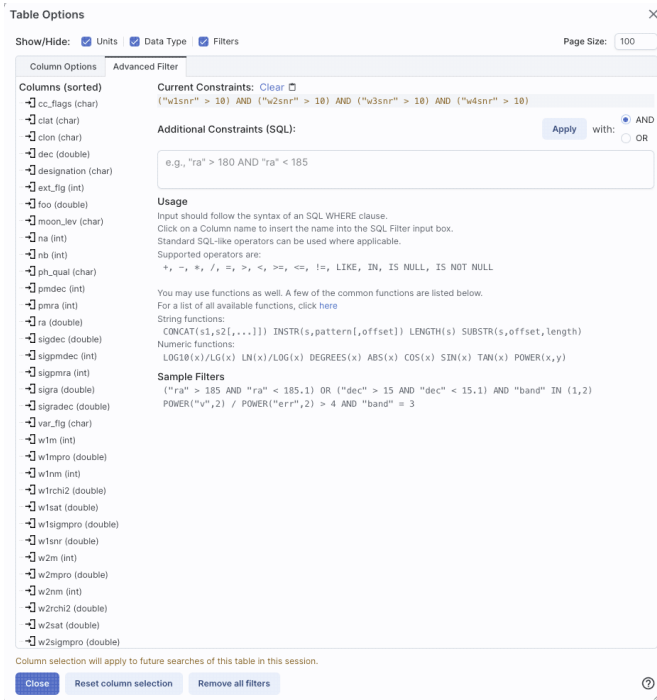 Table Options
Show/Hide: Units Data Type Filters Page Size: 100
Column Options Advanced Filter
Columns (sorted)
cc_flags (char)
clat (char)
clon (char)
dec (double)
designation (char)
ext_flg (int)
foo (double)
moon_lev (char)
na (int)
nb (int)
ph_qual (char)
pmdec (int)
pmra (int)
ra (double)
sigdec (double)
sigpmdec (int)
sigpmra (int)
sigra (double)
sigradec (double)
var_flg (char)
w1m (int)
w1mpro (double)
w1nm (int)
w1rchi2 (double)
w1sat (double)
w1sigmpro (double)
w1snr (double)
w2m (int)
w2mpro (double)
w2nm (int)
w2rchi2 (double)
w2sat (double)
w2sigmpro (double)
Current Constraints: Clear
("w1snr" > 10) AND ("w2snr" > 10) AND ("w3snr" > 10) AND ("w4snr" > 10)
Additional Constraints (SQL): Apply with: AND
OR
e.g., "ra" > 180 AND "ra" < 185
Usage
Input should follow the syntax of an SQL WHERE clause.
Click on a Column name to insert the name into the SQL Filter input box.
Standard SQL-like operators can be used where applicable.
Supported operators are:
+, -, *, /, =, >, <, >=, <=, !=, LIKE, IN, IS NULL, IS NOT NULL
You may use functions as well. A few of the common functions are listed below.
For a list of all available functions, click here
String functions:
CONCAT(s1,s2[,...]]) INSTR(s,pattern[,offset]) LENGTH(s) SUBSTR(s,offset,length)
Numeric functions:
LOG10(x)/LG(x) LN(x)/LOG(x) DEGREES(x) ABS(x) COS(x) SIN(x) TAN(x) POWER(x,y)
Sample Filters
("ra" > 185 AND "ra" < 185.1) OR ("dec" > 15 AND "dec" < 15.1) AND "band" IN (1,2)
POWER("v",2) / POWER("err",2) > 4 AND "band" = 3
Column selection will apply to future searches of this table in this session.
Close Reset column selection Remove all filters